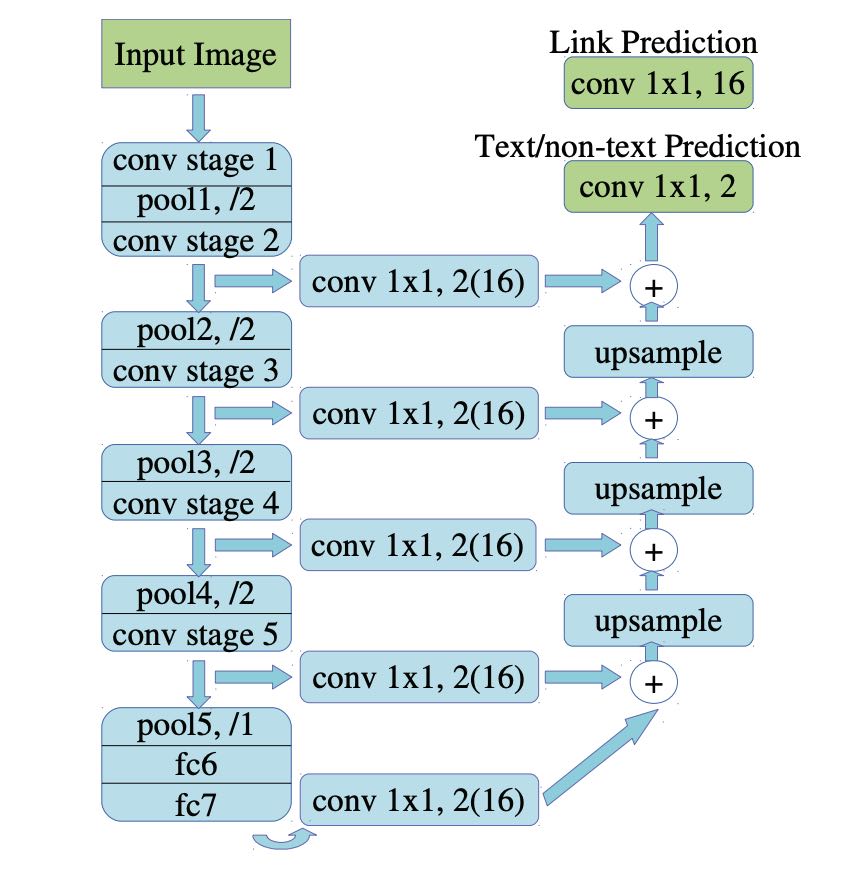 Input Image
conv stage 1
pool1, /2
conv stage 2
pool2, /2
conv stage 3
pool3, /2
conv stage 4
pool4, /2
conv stage 5
pool5, /1
fc6
fc7
conv 1x1, 2(16)
conv 1x1, 2(16)
conv 1x1, 2(16)
conv 1x1, 2(16)
conv 1x1, 2(16)
Link Prediction
conv 1x1, 16
Text/non-text Prediction
conv 1x1, 2
+
upsample
+
upsample
+
upsample
+